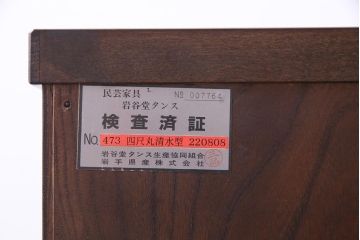 民芸家具 NO 007764
岩谷堂タンス
検査済証
No. 473 四尺丸清水型 220808
岩谷堂タンス生産協同組合
岩手県産株式会社